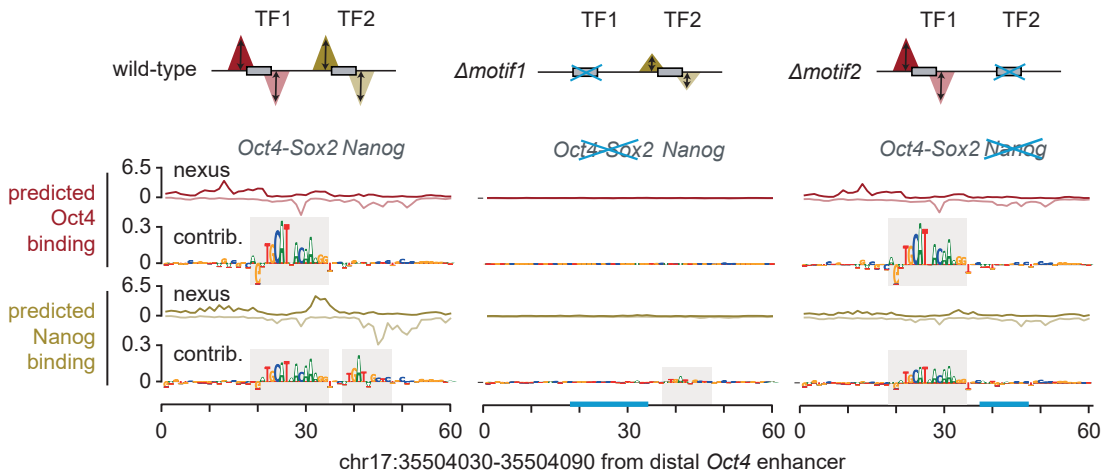 TF1 TF2 TF1 TF2 TF1 TF2
wild-type Δmotif1 Δmotif2
Oct4-Sox2 Nanog Oct4-Sox2 Nanog Oct4-Sox2 Nanog
predicted
Oct4
binding
6.5
0
nexus
0.3
0
contrib.
predicted
Nanog
binding
6.5
0
nexus
0.3
0
contrib.
0 30 60 0 30 60 0 30 60
chr17:35504030-35504090 from distal Oct4 enhancer